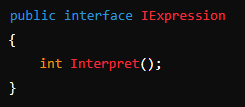 public interface IExpression
{
    int Interpret();
}